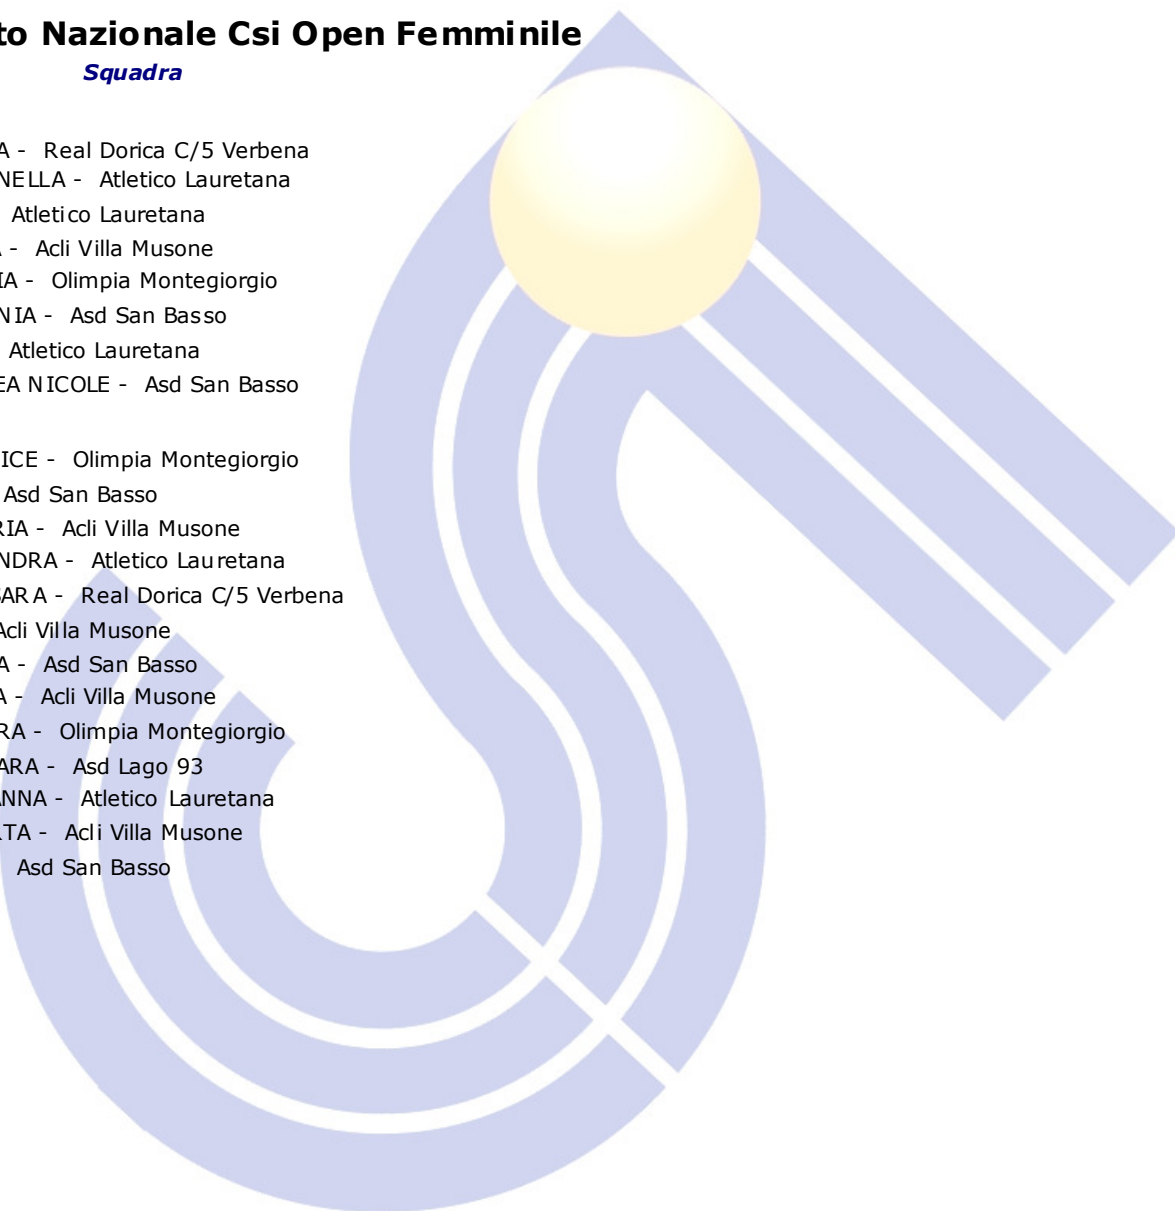 to Nazionale Csi Open Femminile
Squadra
A - Real Dorica C/5 Verbena
NELLA - Atletico Lauretana
Atletico Lauretana
A - Acli Villa Musone
IA - Olimpia Montegiorgio
NIA - Asd San Basso
Atletico Lauretana
EA NICOLE - Asd San Basso
ICE - Olimpia Montegiorgio
Asd San Basso
RIA - Acli Villa Musone
NDRA - Atletico Lauretana
SARA - Real Dorica C/5 Verbena
Acli Villa Musone
A - Asd San Basso
A - Acli Villa Musone
RA - Olimpia Montegiorgio
ARA - Asd Lago 93
ANNA - Atletico Lauretana
TA - Acli Villa Musone
Asd San Basso